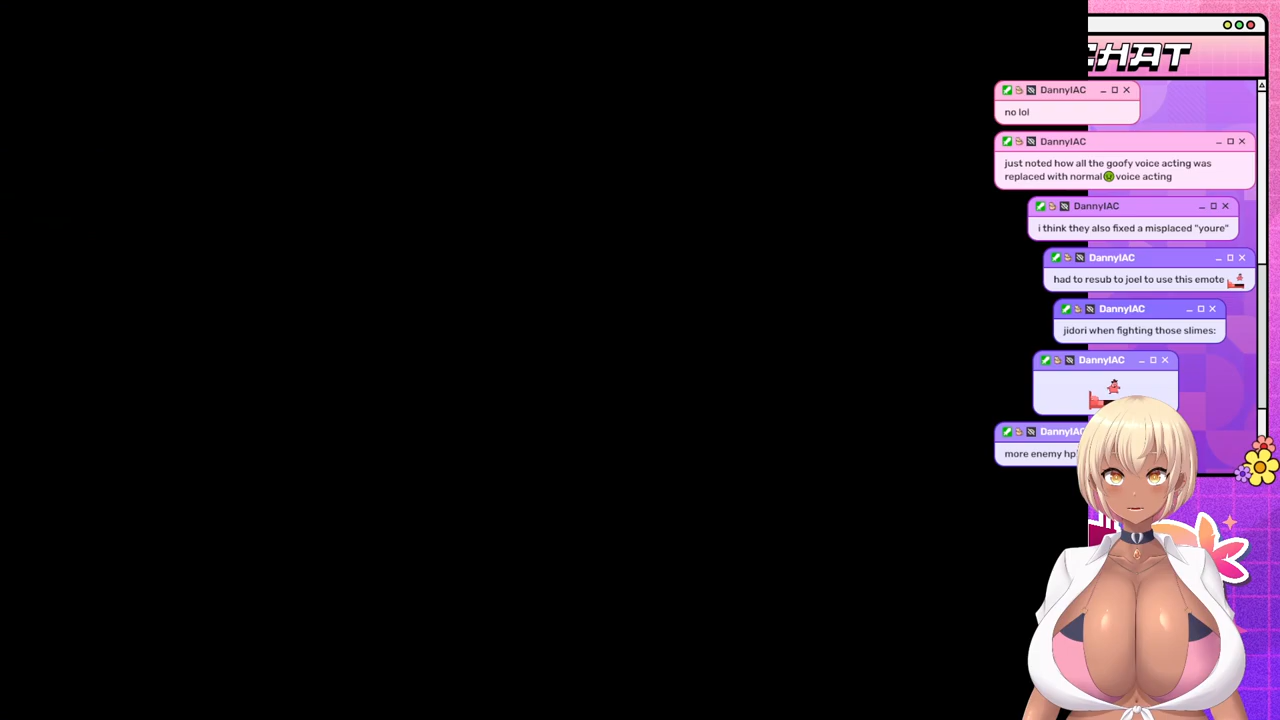 CHAT
DannyIAC
no lol
DannyIAC
just noted how all the goofy voice acting was
replaced with normal voice acting
DannyIAC
i think they also fixed a misplaced "youre"
DannyIAC
had to resub to joel to use this emote
DannyIAC
jidori when fighting those slimes:
DannyIAC
DannyIAC
more enemy hp